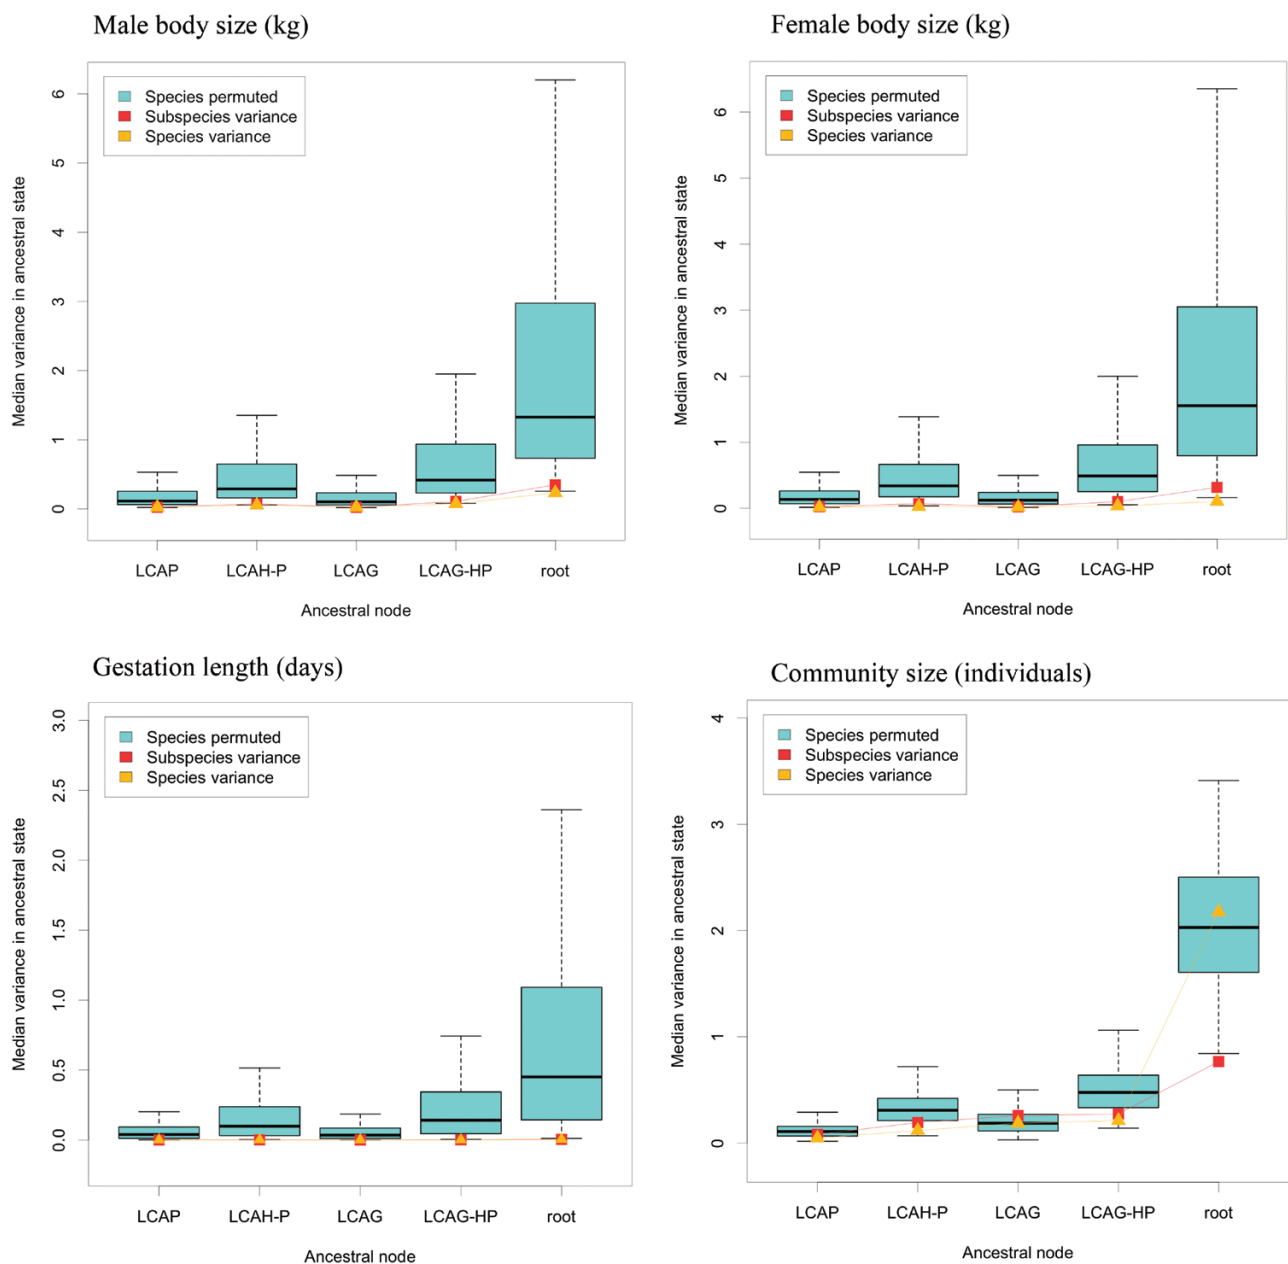 Male body size (kg)
Species permuted
Subspecies variance
Species variance
Median variance in ancestral state
6
5
4
3
2
1
0
LCAP LCAH-P LCAG LCAG-HP root
Ancestral node
Female body size (kg)
Species permuted
Subspecies variance
Species variance
Median variance in ancestral state
6
5
4
3
2
1
0
LCAP LCAH-P LCAG LCAG-HP root
Ancestral node
Gestation length (days)
Species permuted
Subspecies variance
Species variance
Median variance in ancestral state
3.0
2.5
2.0
1.5
1.0
0.5
0.0
LCAP LCAH-P LCAG LCAG-HP root
Ancestral node
Community size (individuals)
Species permuted
Subspecies variance
Species variance
Median variance in ancestral state
4
3
2
1
0
LCAP LCAH-P LCAG LCAG-HP root
Ancestral node